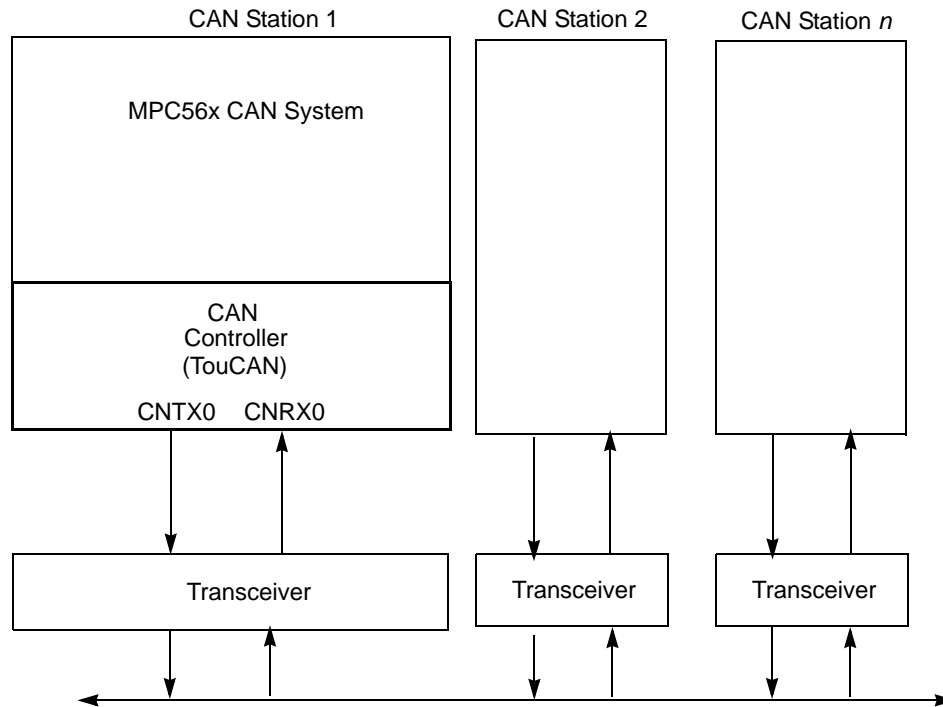 CAN Station 1
CAN Station 2
CAN Station n
MPC56x CAN System
CAN
Controller
(TouCAN)
CNTX0 CNRX0
Transceiver
Transceiver
Transceiver